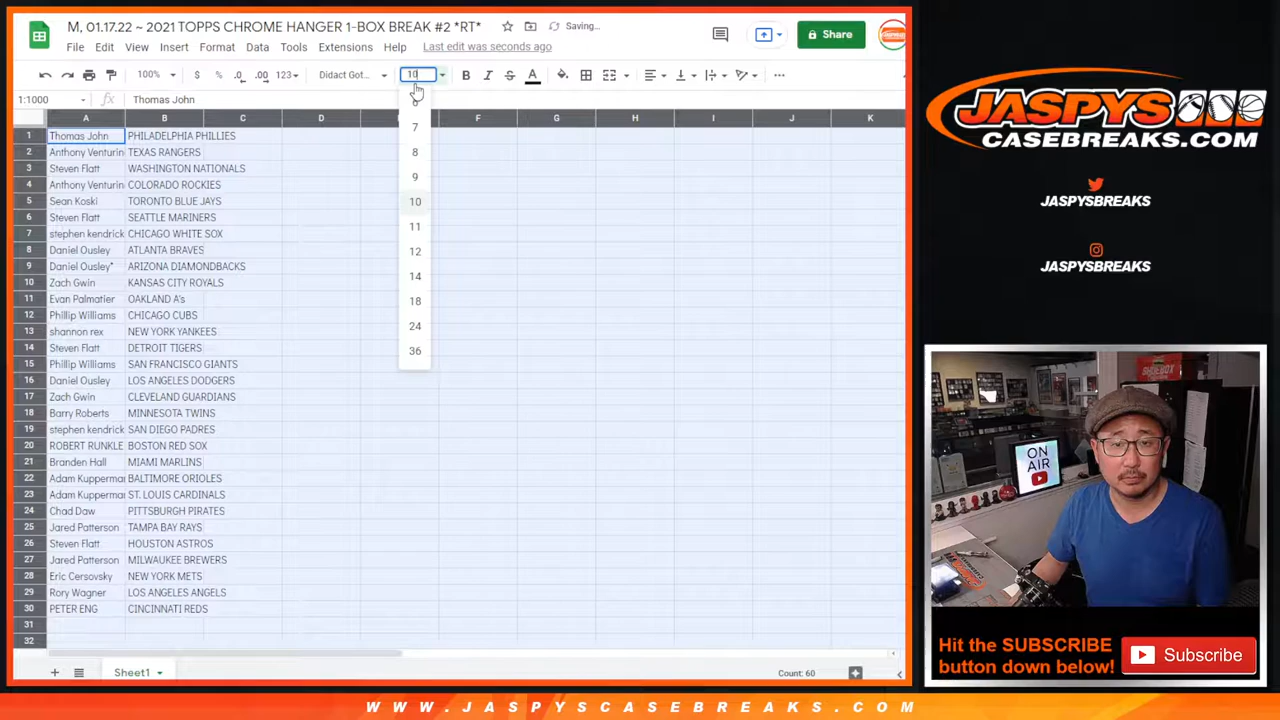 M, 01.17.22 ~ 2021 TOPPS CHROME HANGER 1-BOX BREAK #2 *RT*
Saving...
File Edit View Insert Format Data Tools Extensions Help Last edit was seconds ago
Share
100% $ % .0 .00 123 Didact Got... 10 B I S A
1:1000 Thomas John
A B C D F G H I J K
1 Thomas John PHILADELPHIA PHILLIES
2 Anthony Venturin TEXAS RANGERS
3 Steven Flatt WASHINGTON NATIONALS
4 Anthony Venturin COLORADO ROCKIES
5 Sean Koski TORONTO BLUE JAYS
6 Steven Flatt SEATTLE MARINERS
7 stephen kendrick CHICAGO WHITE SOX
8 Daniel Ousley ATLANTA BRAVES
9 Daniel Ousley* ARIZONA DIAMONDBACKS
10 Zach Gwin KANSAS CITY ROYALS
11 Evan Palmatier OAKLAND A's
12 Phillip Williams CHICAGO CUBS
13 shannon rex NEW YORK YANKEES
14 Steven Flatt DETROIT TIGERS
15 Phillip Williams SAN FRANCISCO GIANTS
16 Daniel Ousley LOS ANGELES DODGERS
17 Zach Gwin CLEVELAND GUARDIANS
18 Barry Roberts MINNESOTA TWINS
19 stephen kendrick SAN DIEGO PADRES
20 ROBERT RUNKLE BOSTON RED SOX
21 Branden Hall MIAMI MARLINS
22 Adam Kupperman BALTIMORE ORIOLES
23 Adam Kupperman ST. LOUIS CARDINALS
24 Chad Daw PITTSBURGH PIRATES
25 Jared Patterson TAMPA BAY RAYS
26 Steven Flatt HOUSTON ASTROS
27 Jared Patterson MILWAUKEE BREWERS
28 Eric Cersovsky NEW YORK METS
29 Rory Wagner LOS ANGELES ANGELS
30 PETER ENG CINCINNATI REDS
31
32
6
7
8
9
10
11
12
14
18
24
36
Sheet1
Count: 60
JASPYS
CASEBREAKS.COM
JASPYSBREAKS
JASPYSBREAKS
ON
AIR
Hit the SUBSCRIBE
button down below!
Subscribe
WWW.JASPYSCASEBREAKS.COM